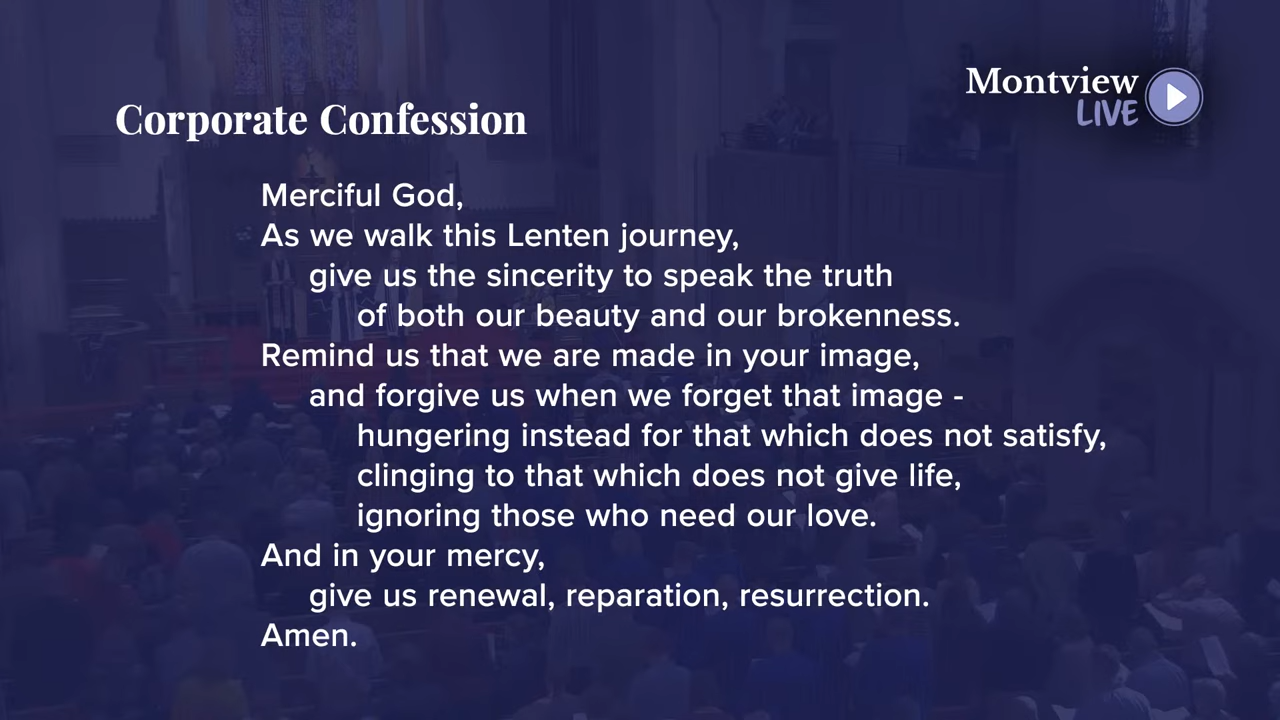 Montview
LIVE
Corporate Confession
Merciful God,
As we walk this Lenten journey,
give us the sincerity to speak the truth
of both our beauty and our brokenness.
Remind us that we are made in your image,
and forgive us when we forget that image -
hungering instead for that which does not satisfy,
clinging to that which does not give life,
ignoring those who need our love.
And in your mercy,
give us renewal, reparation, resurrection.
Amen.